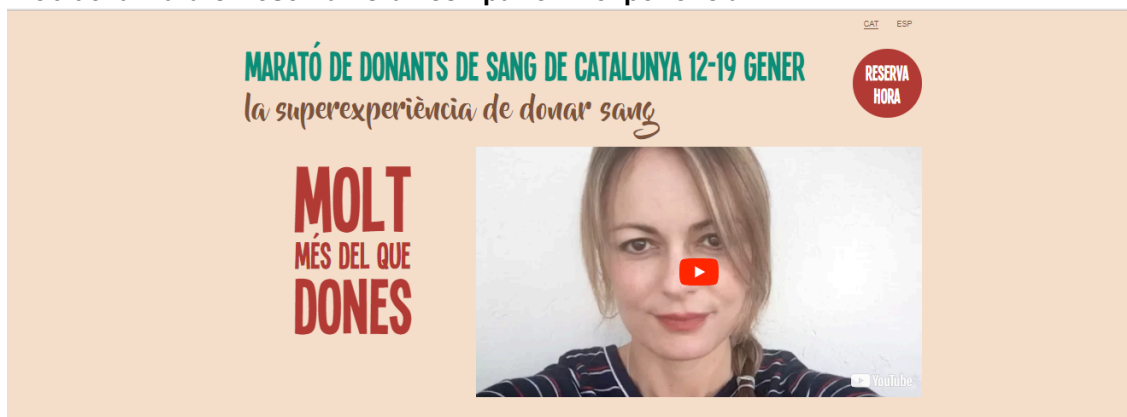 CAT ESP
MARATÓ DE DONANTS DE SANG DE CATALUNYA 12-19 GENER
la superexperiència de donar sang
RESERVA
HORA
MOLT
MÉS DEL QUE
DONES
YouTube